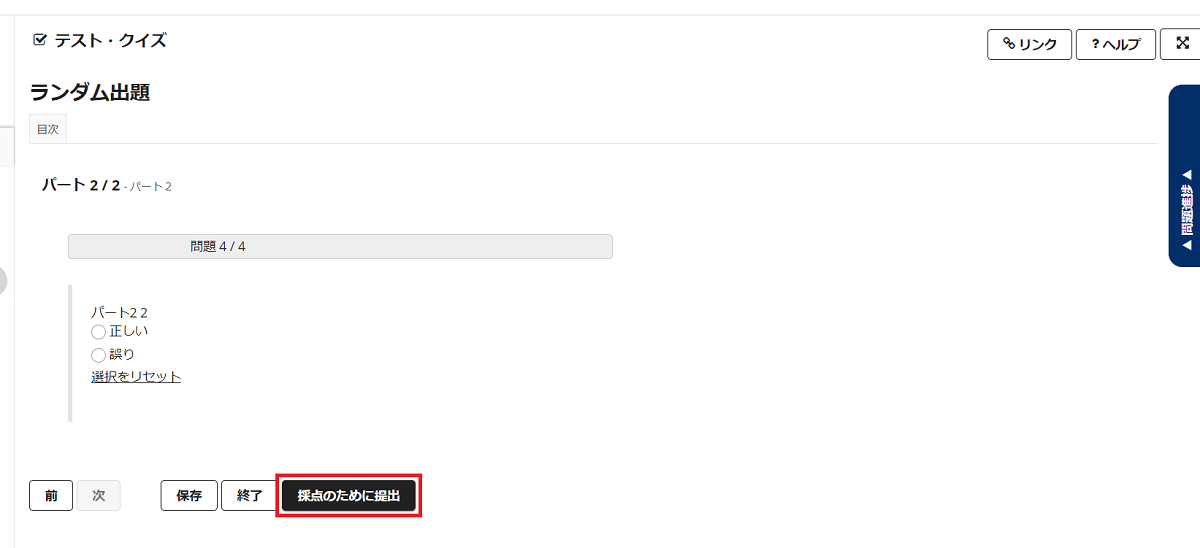 テスト・クイズ
リンク
? ヘルプ
ランダム出題
目次
パート 2 / 2 - パート 2
問題 4 / 4
パート2 2
正しい
誤り
選択をリセット
前
次
保存
終了
採点のために提出
◀ 問題進捗 ◀